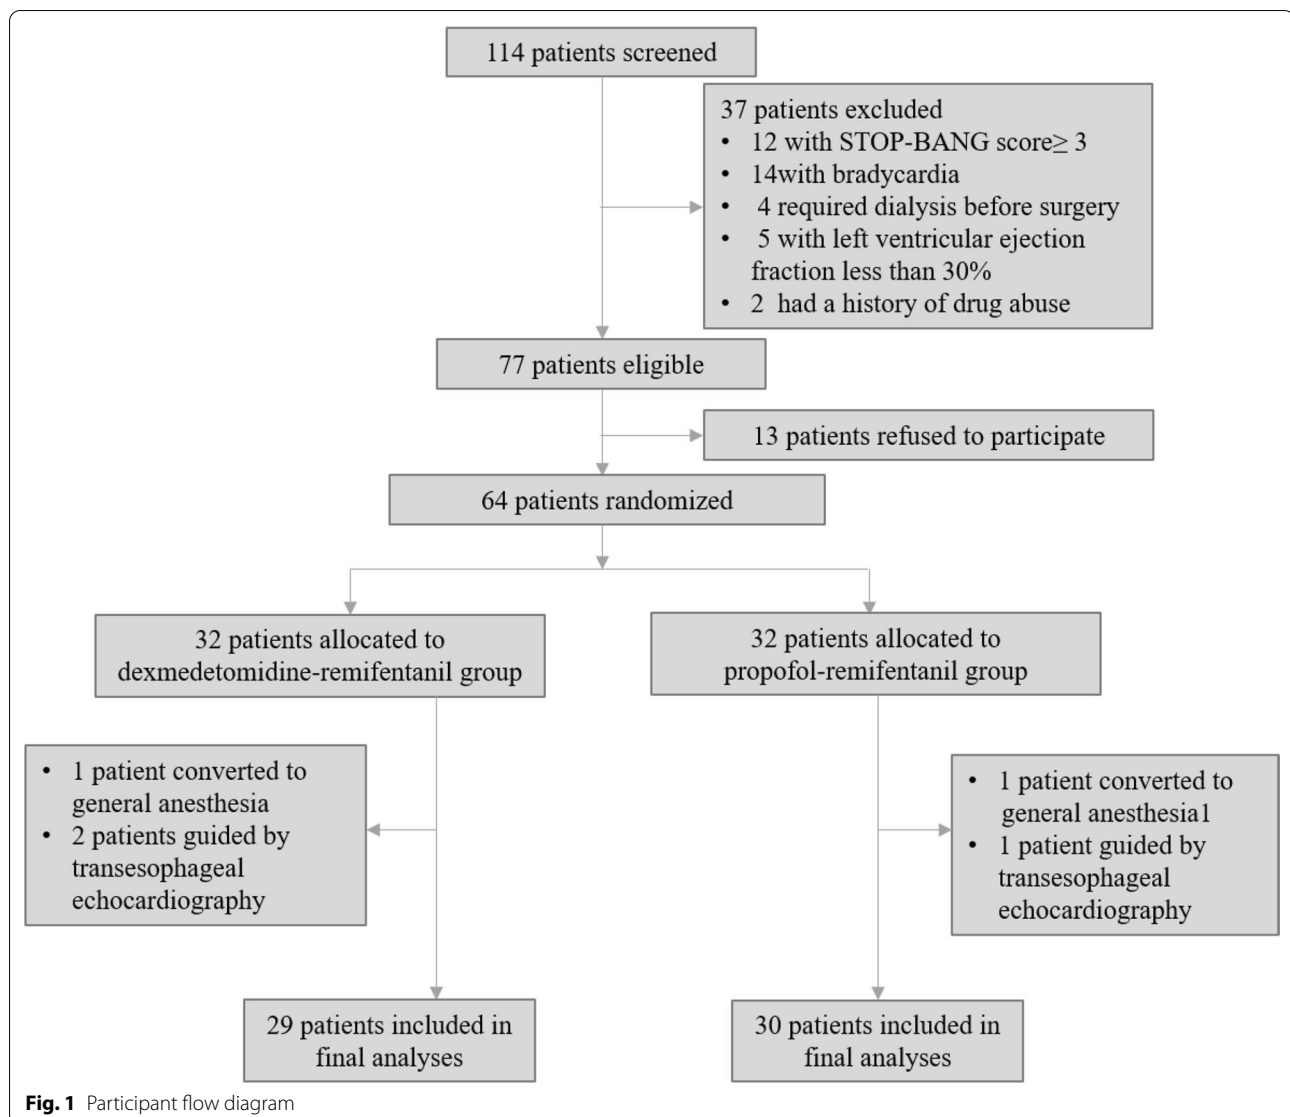 114 patients screened
37 patients excluded
• 12 with STOP-BANG score≥ 3
• 14with bradycardia
• 4 required dialysis before surgery
• 5 with left ventricular ejection
fraction less than 30%
• 2 had a history of drug abuse
77 patients eligible
13 patients refused to participate
64 patients randomized
32 patients allocated to
dexmedetomidine-remifentanil group
32 patients allocated to
propofol-remifentanil group
• 1 patient converted to
general anesthesia
• 2 patients guided by
transesophageal
echocardiography
• 1 patient converted to
general anesthesia1
• 1 patient guided by
transesophageal
echocardiography
29 patients included in
final analyses
30 patients included in
final analyses
Fig. 1 Participant flow diagram